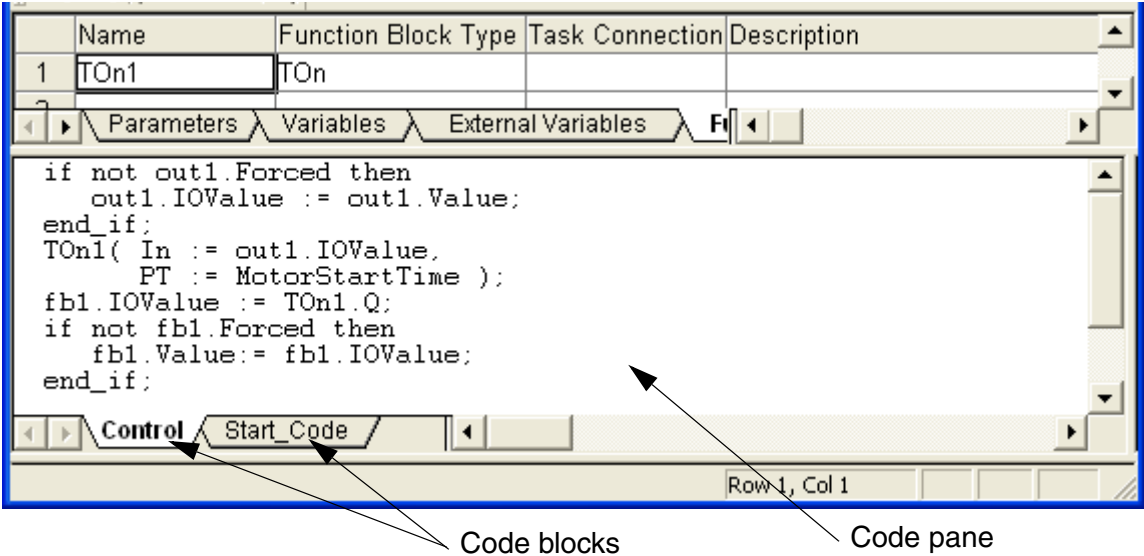 Name Function Block Type Task Connection Description
1 TOn1 TOn
Parameters Variables External Variables
if not out1.Forced then
out1.IOValue := out1.Value;
end_if;
TOn1( In := out1.IOValue,
PT := MotorStartTime );
fb1.IOValue := TOn1.Q;
if not fb1.Forced then
fb1.Value:= fb1.IOValue;
end_if;
Control Start_Code
Row 1, Col 1
Code blocks Code pane